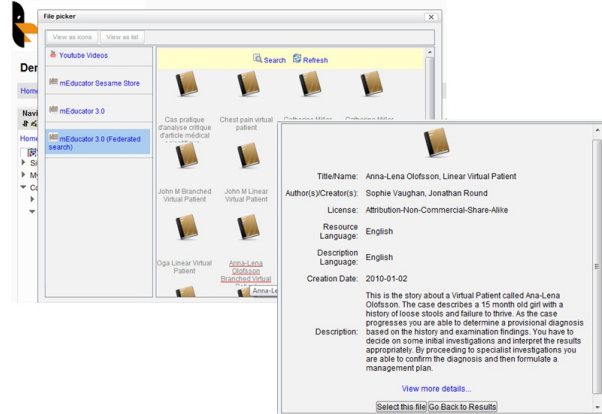 File picker
View as icons View as list
Youtube Videos
mEducator Sesame Store
mEducator 3.0
mEducator 3.0 (Federated
search)
Search Refresh
Cas pratique
d'analyse critique
d'article médical
Chest pain virtual
patient
John M Branched
Virtual Patient
John M Linear
Virtual Patient
Oga Linear Virtual
Patient
Anna-Lena
Olofsson
Branched Virtual
Anna-Le
Der
Home
Navi
Home
Si
My
Co
Title/Name: Anna-Lena Olofsson, Linear Virtual Patient
Author(s)/Creator(s): Sophie Vaughan, Jonathan Round
License: Attribution-Non-Commercial-Share-Alike
Resource
Language: English
Description
Language: English
Creation Date: 2010-01-02
This is the story about a Virtual Patient called Ana-Lena
Olofsson. The case describes a 15 month old girl with a
history of loose stools and failure to thrive. As the case
progresses you are able to determine a provisional diagnosis
Description: based on the history and examination findings. You have to
decide on some initial investigations and interpret the results
appropriately. By proceeding to specialist investigations you
are able to confirm the diagnosis and then formulate a
management plan.
View more details...
Select this file Go Back to Results